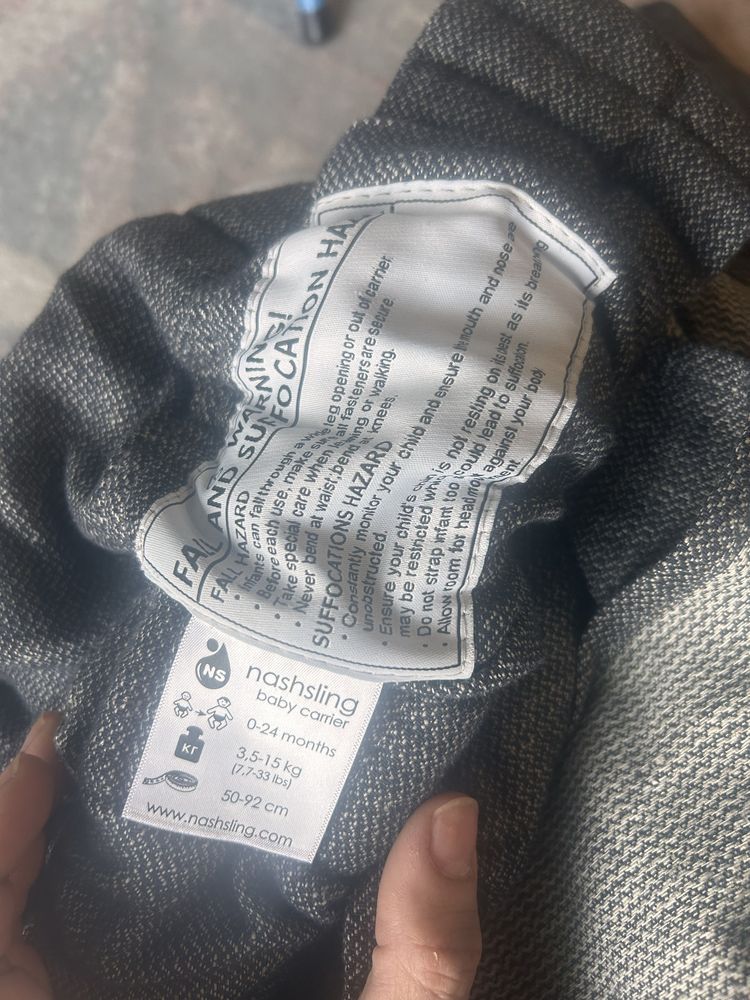 WARNING!
FALL AND SUFFOCATION HA
FALL HAZARD
• Infants can fall through a wide leg opening or out of carrier.
• Before each use, make sure all fasteners are secure.
• Take special care when bending or walking.
• Never bend at waist; bend at knees.
SUFFOCATIONS HAZARD
• Constantly monitor your child and ensure mouth and nose are
unobstructed.
• Ensure your child's chin is not resting on its chest as its breathing
may be restricted which could lead to suffocation.
• Do not strap infant too against your body
• Allow room for head
NS
nashsling
baby carrier
0-24 months
КГ
3,5-15 kg
(7,7-33 lbs)
50-92 cm
www.nashsling.com